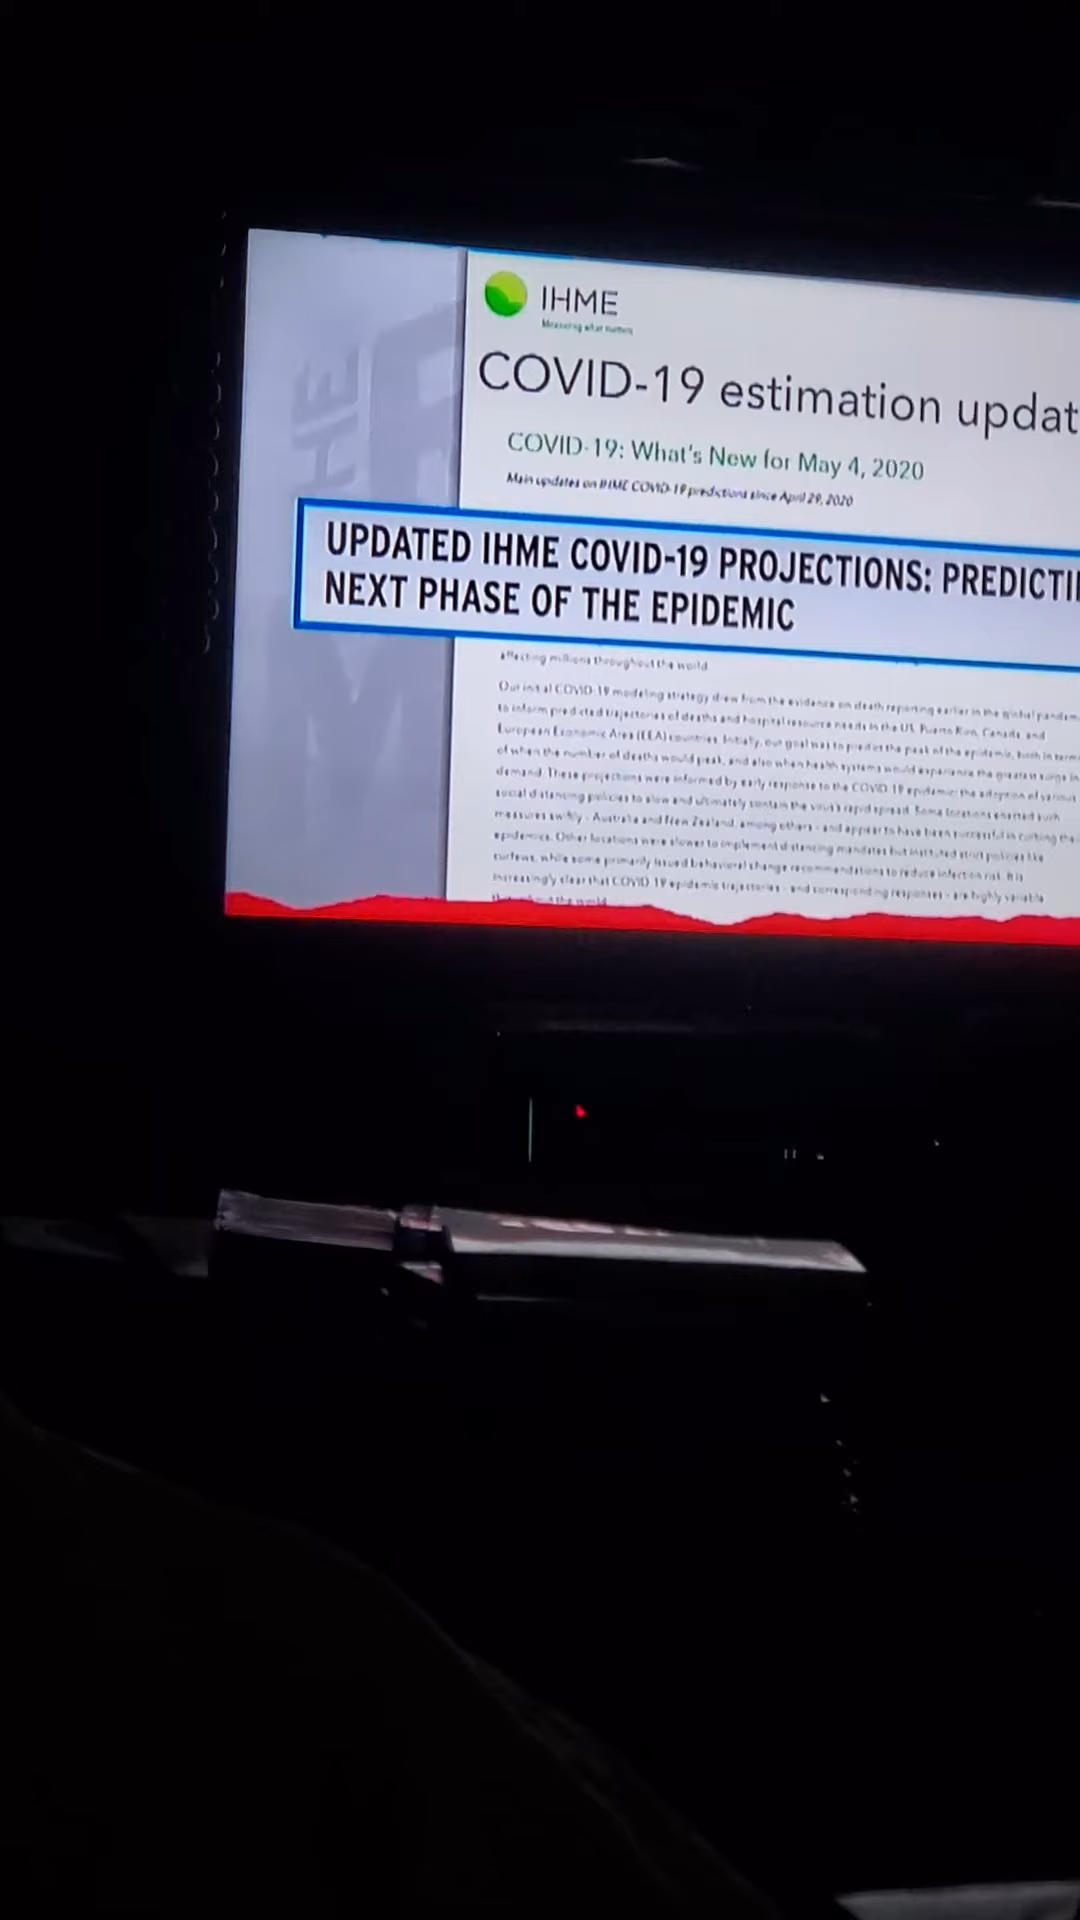 IHME
Measuring what matters
COVID-19 estimation updat
COVID-19: What's New for May 4, 2020
Main updates on IHME COVID-19 predictions since April 29, 2020
UPDATED IHME COVID-19 PROJECTIONS: PREDICTI
NEXT PHASE OF THE EPIDEMIC
affecting millions throughout the world
Our initial COVID-19 modeling strategy drew from the evidence on death reporting earlier in the global pandem
to inform predicted trajectories of deaths and hospital resource needs in the US, Puerto Rico, Canada, and
European Economic Area (EEA) countries. Initially, our goal was to predict the peak of the epidemic, both in term
of when the number of deaths would peak, and also when health systems would experience the greatest surge in
demand. These projections were informed by early response to the COVID-19 epidemic: the adoption of various
social distancing policies to slow and ultimately contain the virus's rapid spread. Some locations enacted such
measures swiftly - Australia and New Zealand, among others - and appear to have been successful in curbing the
epidemics. Other locations were slower to implement distancing mandates but instituted strict policies like
curfews, while some primarily issued behavioral change recommendations to reduce infection risk. It is
increasingly clear that COVID-19 epidemic trajectories - and corresponding responses - are highly variable
throughout the world
HE